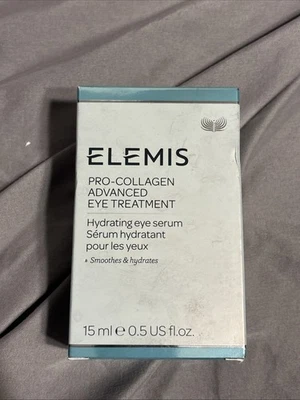 ELEMIS
PRO-COLLAGEN
ADVANCED
EYE TREATMENT
Hydrating eye serum
Sérum hydratant
pour les yeux
Smoothes & hydrates
15 ml ℮ 0.5 US fl.oz.